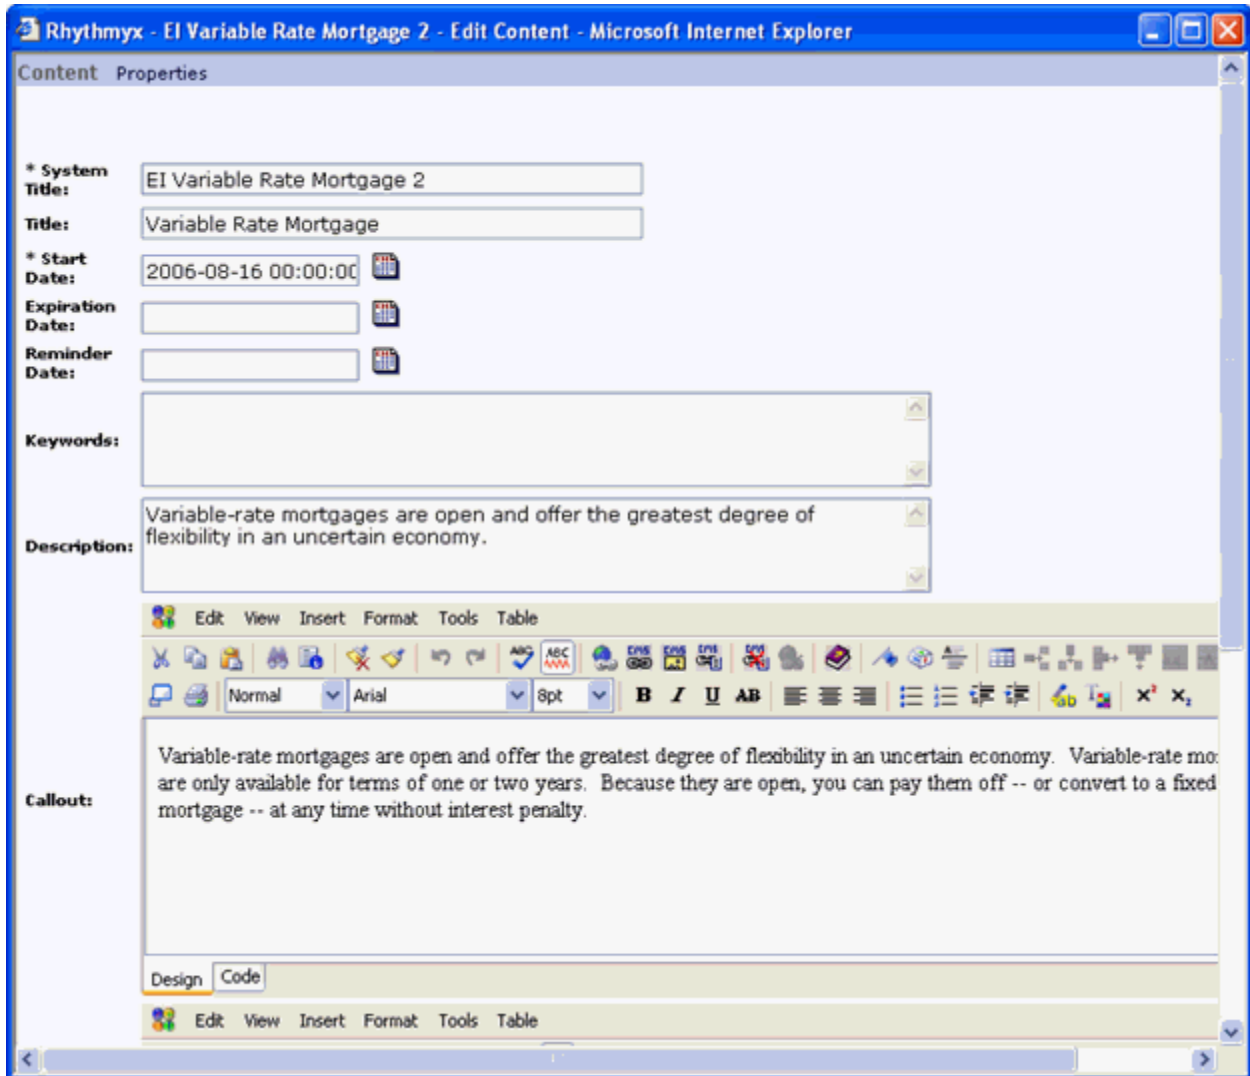 Rhythmyx - EI Variable Rate Mortgage 2 - Edit Content - Microsoft Internet Explorer
Content Properties
* System
Title:
EI Variable Rate Mortgage 2
Title:
Variable Rate Mortgage
* Start
Date:
2006-08-16 00:00:00
Expiration
Date:
Reminder
Date:
Keywords:
Description:
Variable-rate mortgages are open and offer the greatest degree of
flexibility in an uncertain economy.
Edit View Insert Format Tools Table
Normal Arial 8pt B I U AB
Callout:
Variable-rate mortgages are open and offer the greatest degree of flexibility in an uncertain economy. Variable-rate
are only available for terms of one or two years. Because they are open, you can pay them off -- or convert to a fixed
mortgage -- at any time without interest penalty.
Design Code
Edit View Insert Format Tools Table